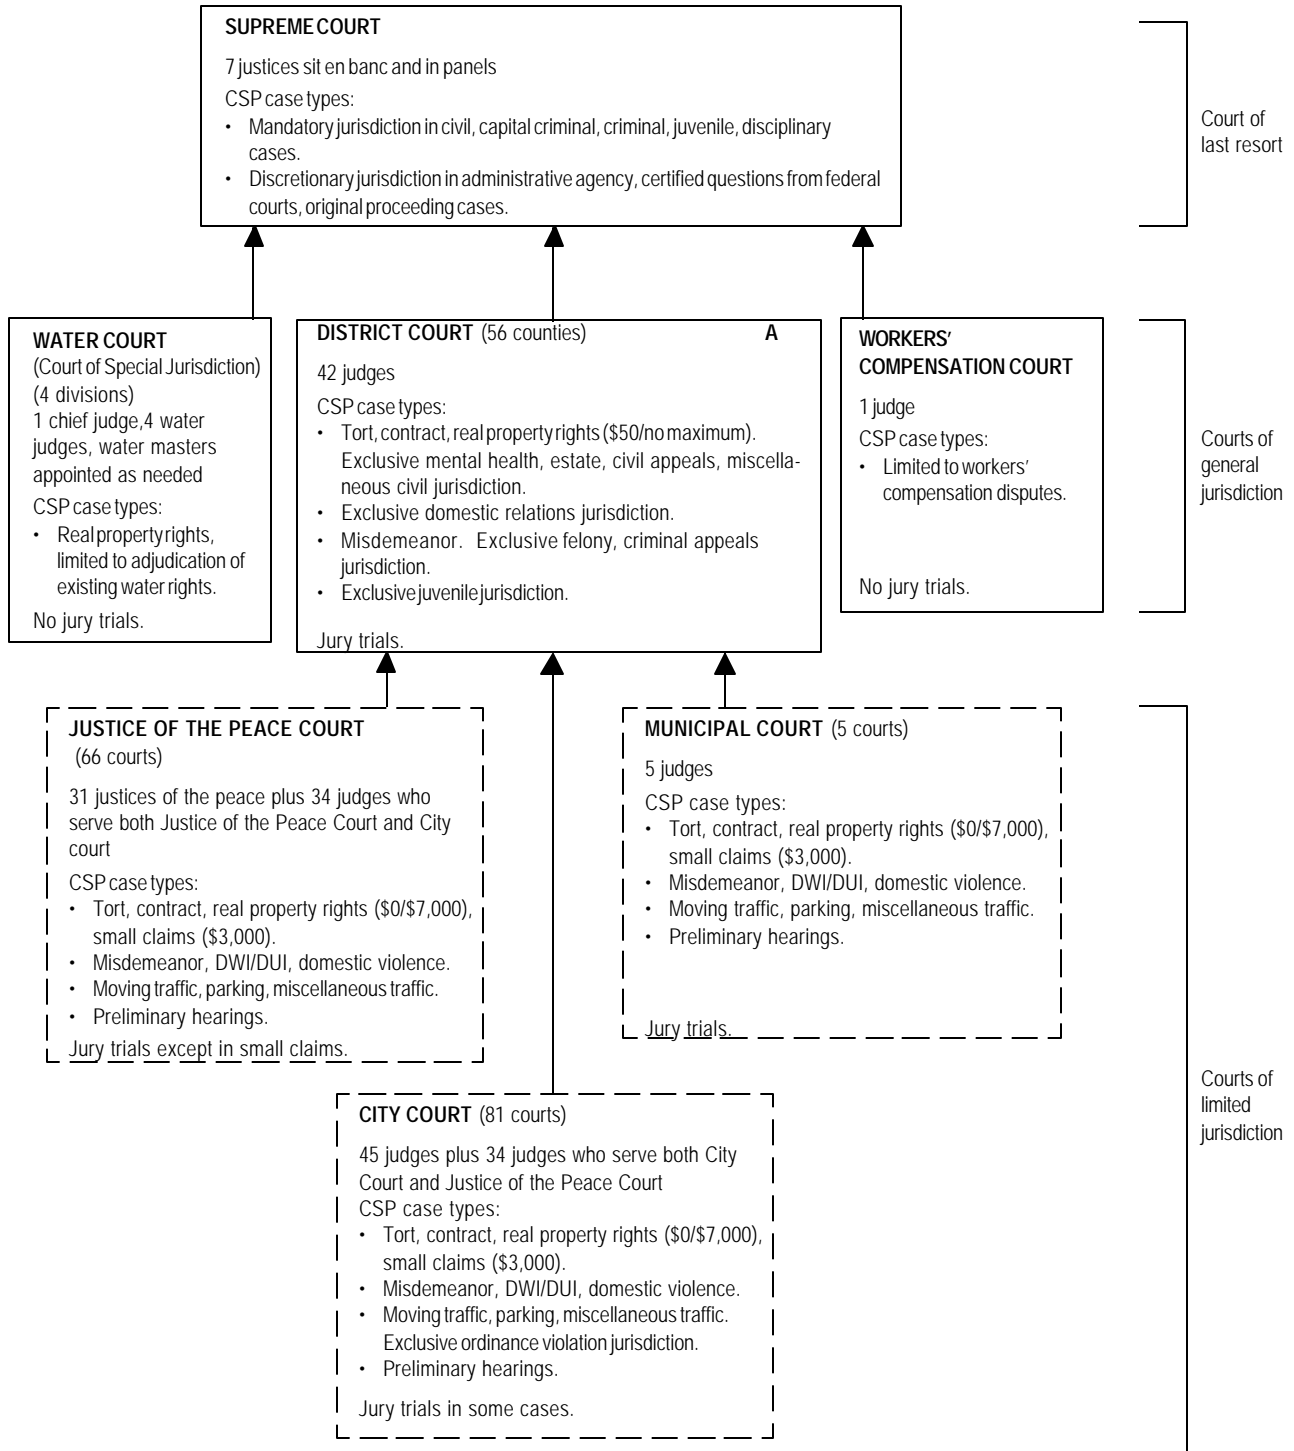 SUPREME COURT
7 justices sit en banc and in panels
CSP case types:
• Mandatory jurisdiction in civil, capital criminal, criminal, juvenile, disciplinary
cases.
• Discretionary jurisdiction in administrative agency, certified questions from federal
courts, original proceeding cases.
Court of
last resort
WATER COURT
(Court of Special Jurisdiction)
(4 divisions)
1 chief judge,4 water
judges, water masters
appointed as needed
CSP case types:
• Real property rights,
limited to adjudication of
existing water rights.
No jury trials.
DISTRICT COURT (56 counties) A
42 judges
CSP case types:
• Tort, contract, real property rights ($50/no maximum).
Exclusive mental health, estate, civil appeals, miscella-
neous civil jurisdiction.
• Exclusive domestic relations jurisdiction.
• Misdemeanor. Exclusive felony, criminal appeals
jurisdiction.
• Exclusive juvenile jurisdiction.
Jury trials.
WORKERS'
COMPENSATION COURT
1 judge
CSP case types:
• Limited to workers'
compensation disputes.
No jury trials.
Courts of
general
jurisdiction
JUSTICE OF THE PEACE COURT
(66 courts)
31 justices of the peace plus 34 judges who
serve both Justice of the Peace Court and City
court
CSP case types:
• Tort, contract, real property rights ($0/$7,000),
small claims ($3,000).
• Misdemeanor, DWI/DUI, domestic violence.
• Moving traffic, parking, miscellaneous traffic.
• Preliminary hearings.
Jury trials except in small claims.
MUNICIPAL COURT (5 courts)
5 judges
CSP case types:
• Tort, contract, real property rights ($0/$7,000),
small claims ($3,000).
• Misdemeanor, DWI/DUI, domestic violence.
• Moving traffic, parking, miscellaneous traffic.
• Preliminary hearings.
Jury trials.
CITY COURT (81 courts)
45 judges plus 34 judges who serve both City
Court and Justice of the Peace Court
CSP case types:
• Tort, contract, real property rights ($0/$7,000),
small claims ($3,000).
• Misdemeanor, DWI/DUI, domestic violence.
• Moving traffic, parking, miscellaneous traffic.
Exclusive ordinance violation jurisdiction.
• Preliminary hearings.
Jury trials in some cases.
Courts of
limited
jurisdiction